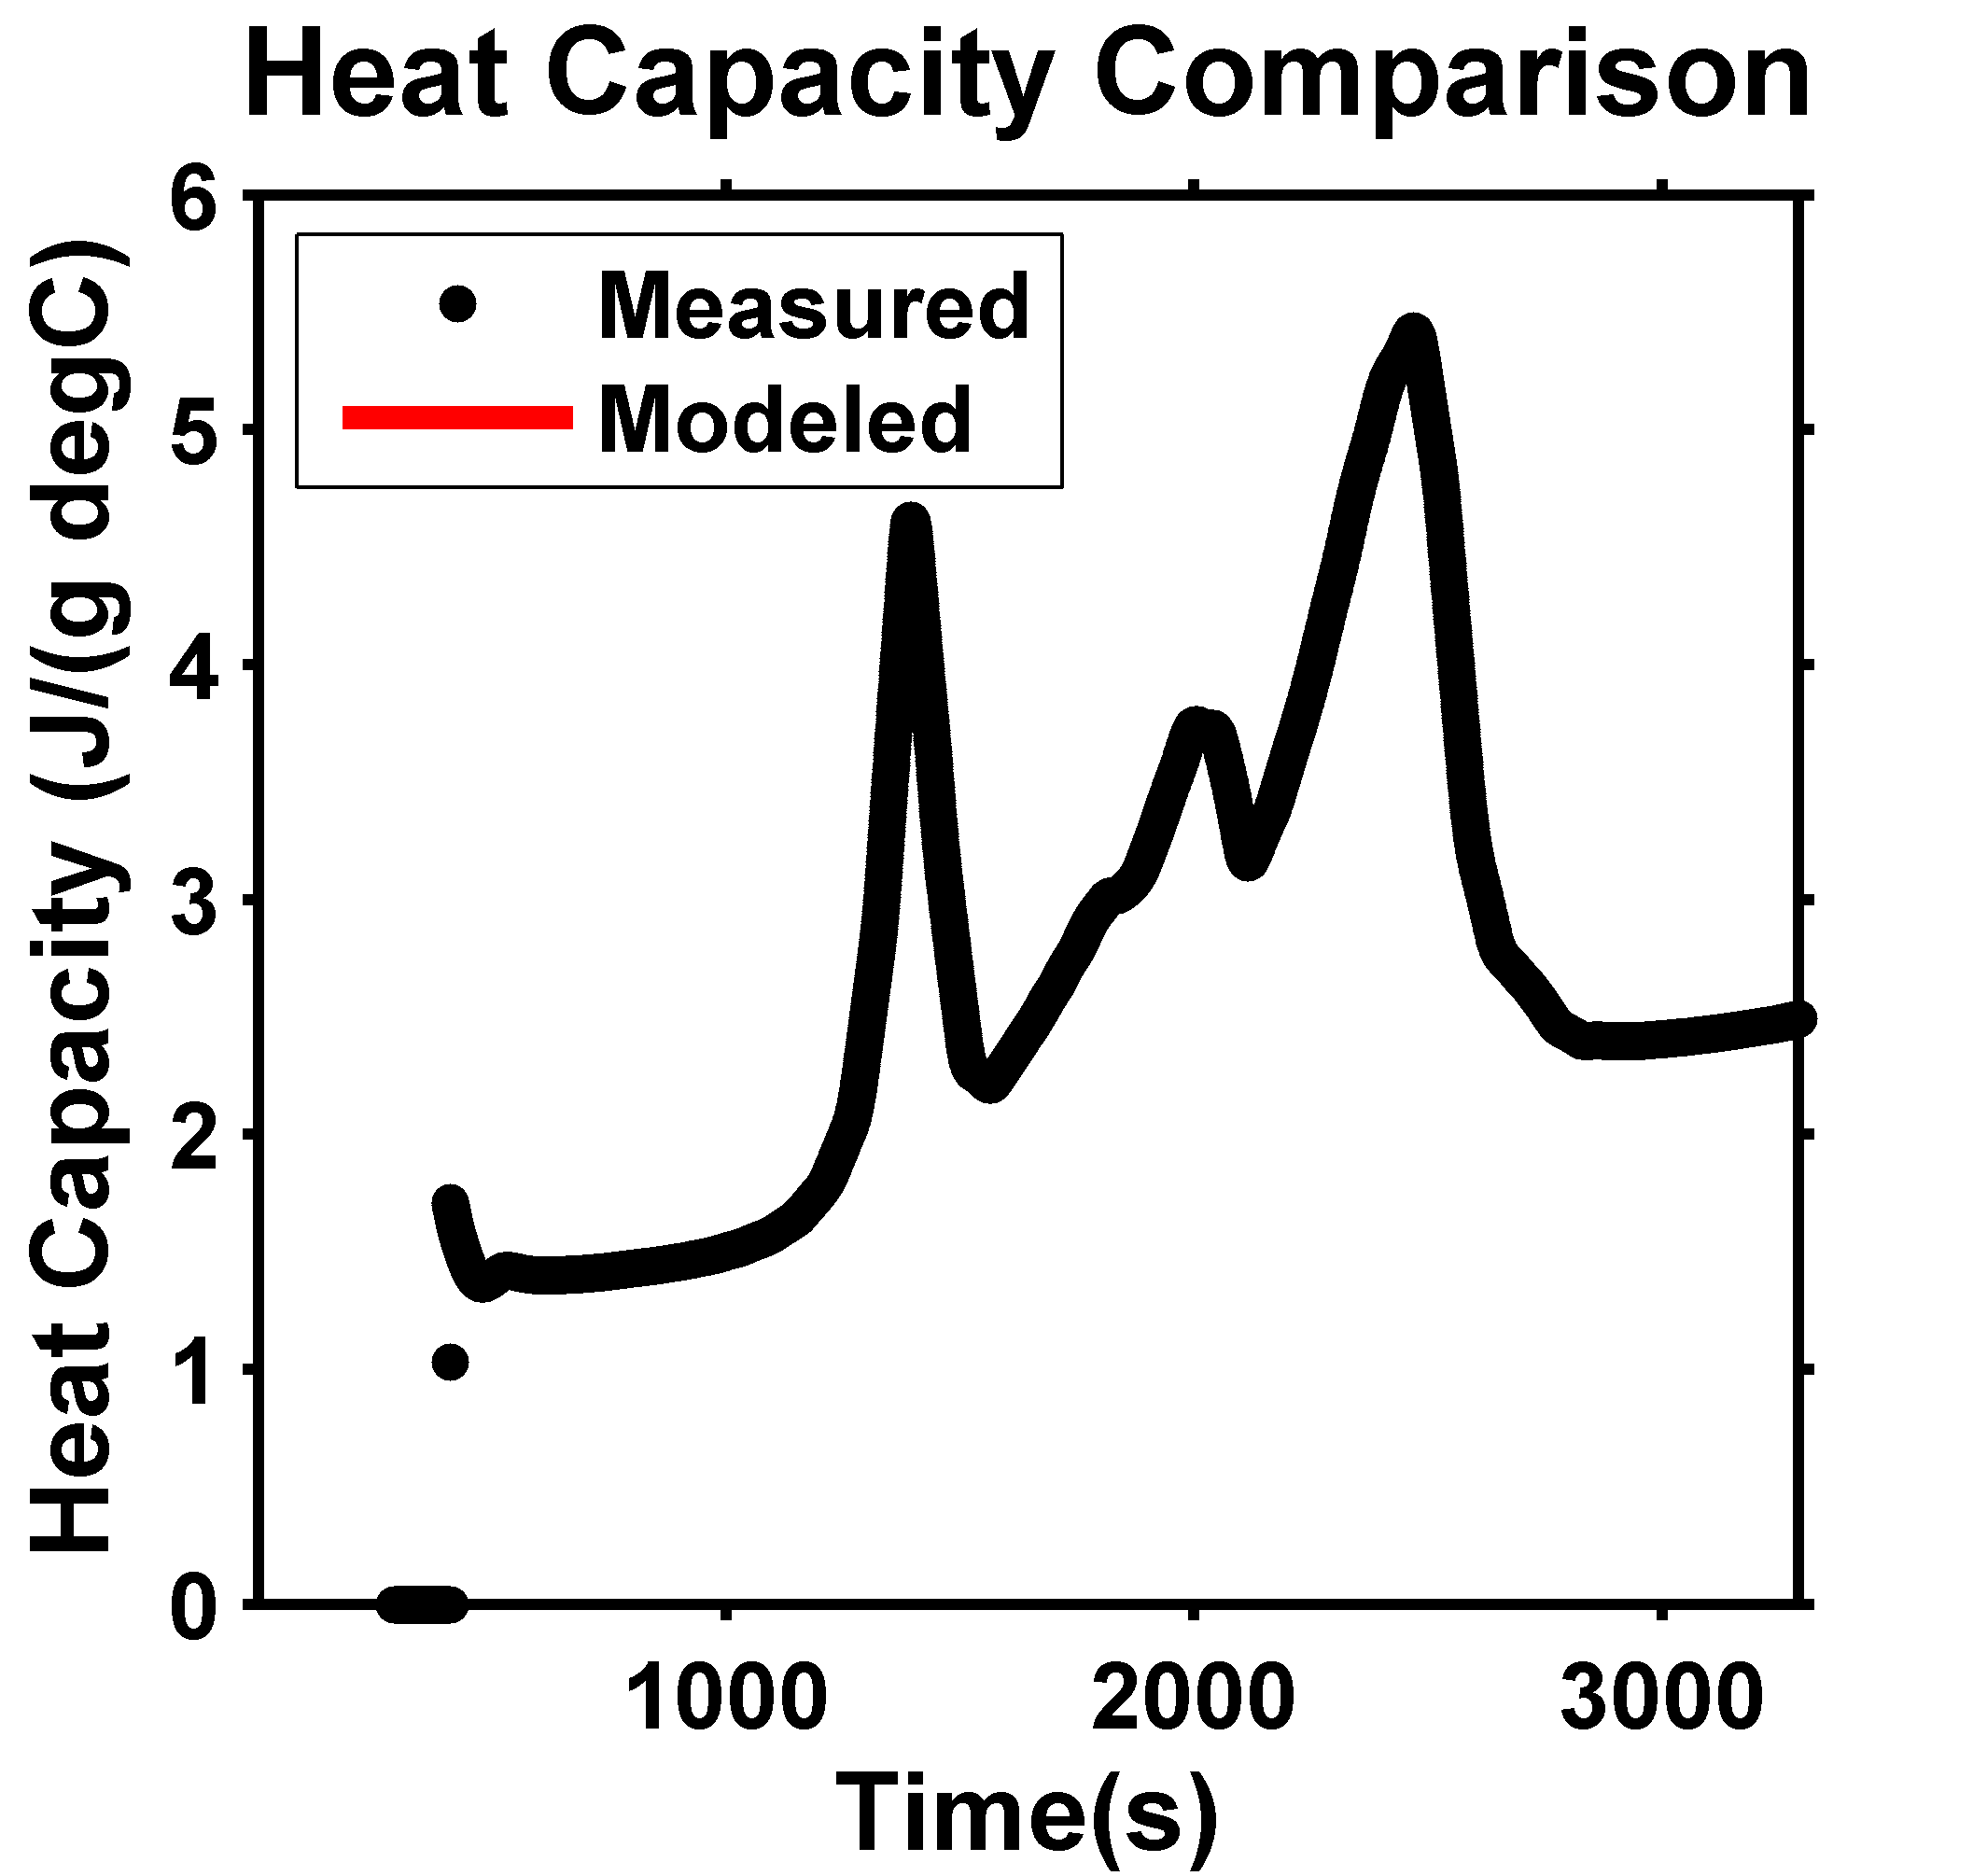 Heat Capacity Comparison
Heat Capacity (J/(g degC)
6
5
4
3
2
1
0
Measured
Modeled
1000 2000 3000
Time(s)